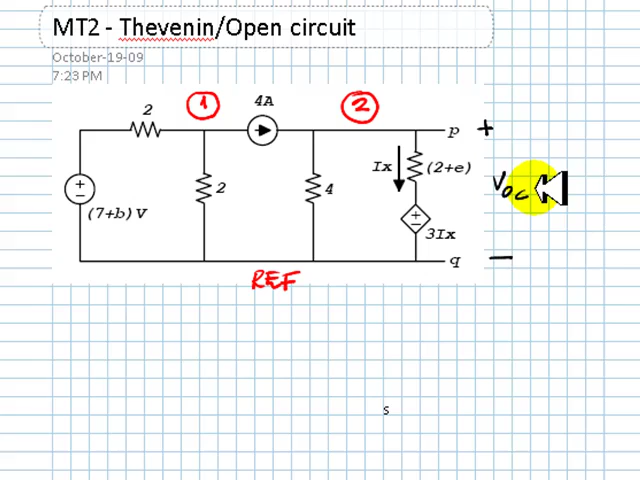 MT2 - Thevenin/Open circuit
October-19-09
7:23 PM
2
1
4A
2
p +
Ix
(2+e)
2
4
Voc
(7+b) V
+
-
+
-
3Ix
q -
REF
s